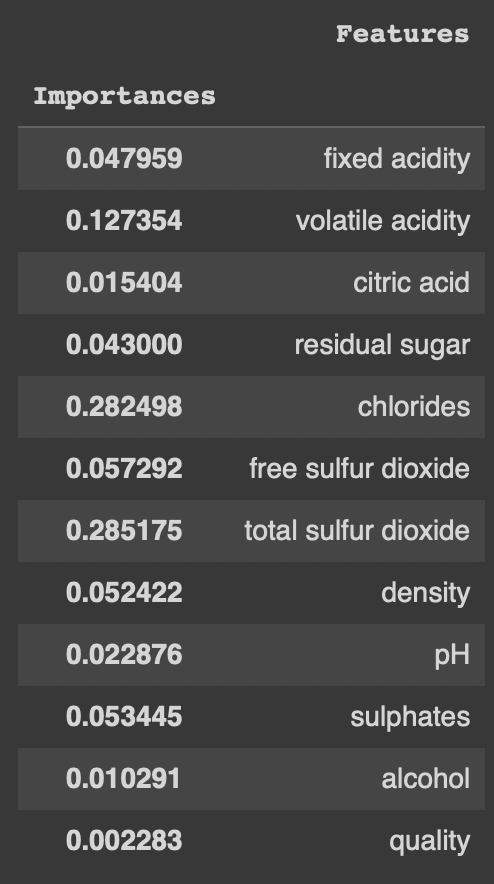 Features
Importances
0.047959 fixed acidity
0.127354 volatile acidity
0.015404 citric acid
0.043000 residual sugar
0.282498 chlorides
0.057292 free sulfur dioxide
0.285175 total sulfur dioxide
0.052422 density
0.022876 pH
0.053445 sulphates
0.010291 alcohol
0.002283 quality